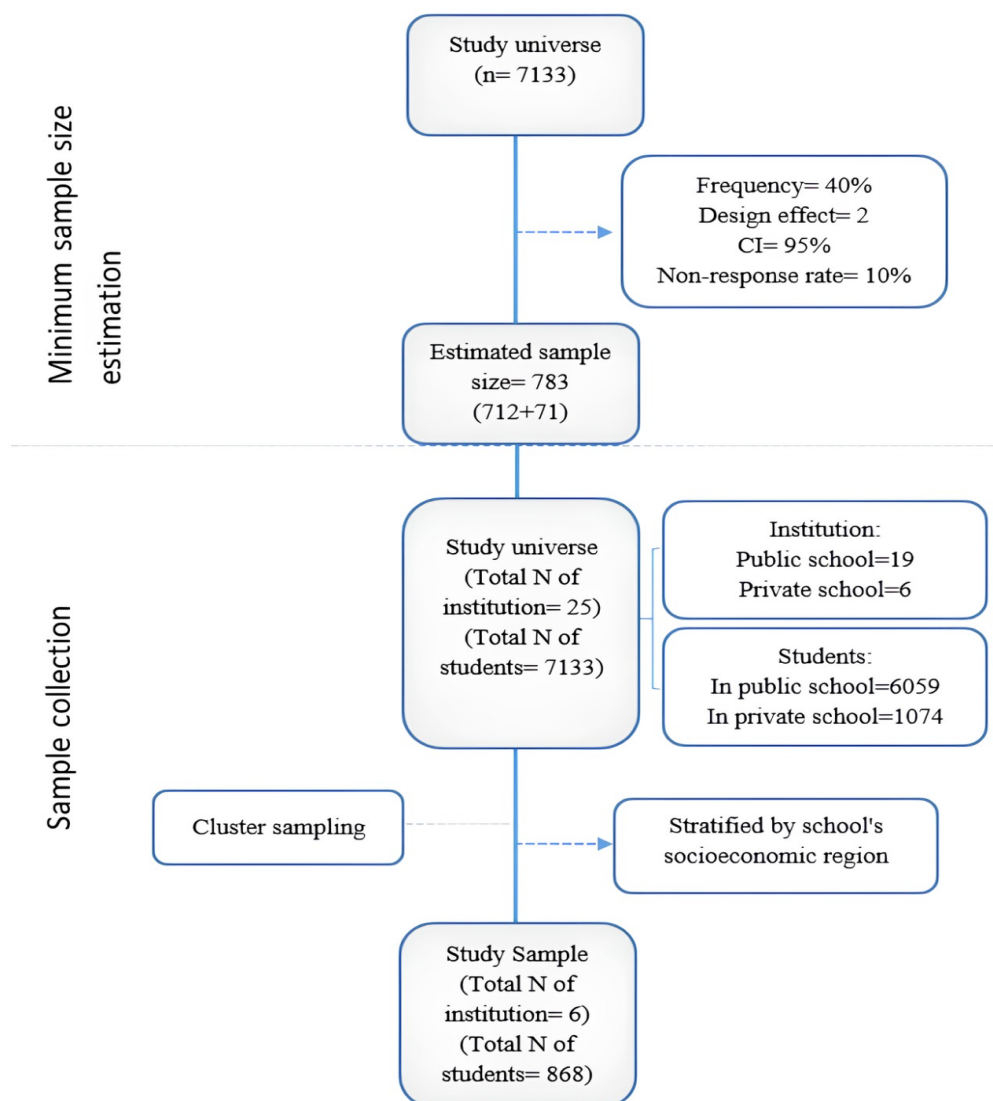 Minimum sample size
estimation
Study universe
(n= 7133)
Frequency= 40%
Design effect= 2
CI= 95%
Non-response rate= 10%
Estimated sample
size= 783
(712+71)
Sample collection
Study universe
(Total N of
institution= 25)
(Total N of
students= 7133)
Institution:
Public school=19
Private school=6
Students:
In public school=6059
In private school=1074
Cluster sampling
Stratified by school's
socioeconomic region
Study Sample
(Total N of
institution= 6)
(Total N of
students= 868)